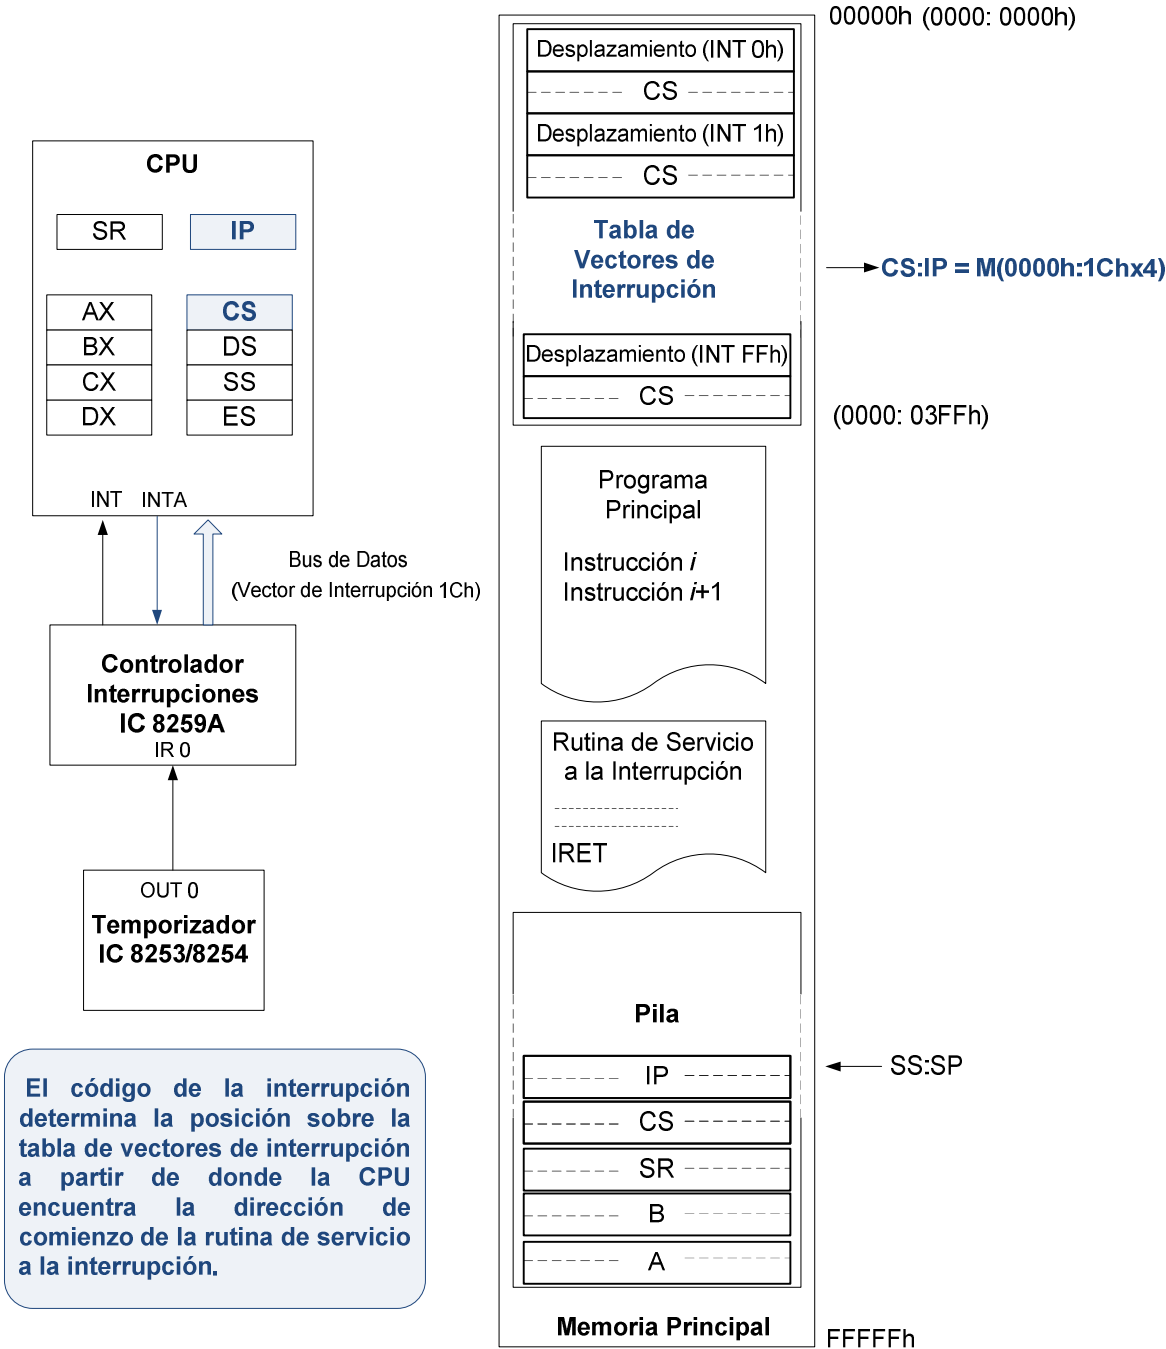 CPU
SR
IP
AX
BX
CX
DX
CS
DS
SS
ES
INT
INTA
Bus de Datos
(Vector de Interrupción 1Ch)
Controlador
Interrupciones
IC 8259A
IR 0
OUT 0
Temporizador
IC 8253/8254
El código de la interrupción
determina la posición sobre la
tabla de vectores de interrupción
a partir de donde la CPU
encuentra la dirección de
comienzo de la rutina de servicio
a la interrupción.
00000h (0000: 0000h)
Desplazamiento (INT 0h)
CS
Desplazamiento (INT 1h)
CS
Tabla de
Vectores de
Interrupción
CS:IP = M(0000h:1Chx4)
Desplazamiento (INT FFh)
CS
(0000: 03FFh)
Programa
Principal
Instrucción i
Instrucción i+1
Rutina de Servicio
a la Interrupción
IRET
Pila
SS:SP
IP
CS
SR
B
A
Memoria Principal
FFFFFh